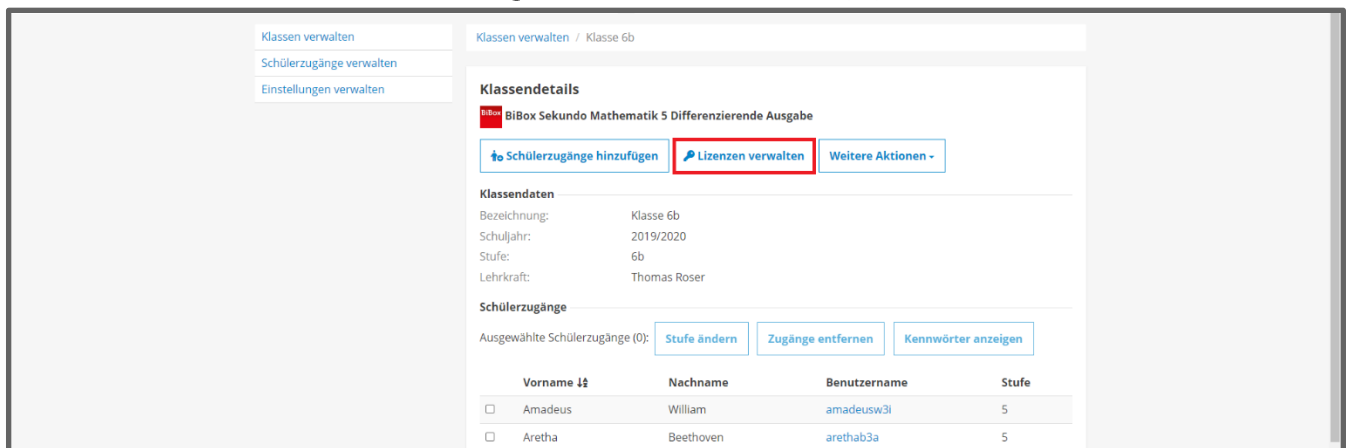 Klassen verwalten
Schülerzugänge verwalten
Einstellungen verwalten
Klassen verwalten / Klasse 6b
Klassendetails
BiBox BiBox Sekundo Mathematik 5 Differenzierende Ausgabe
Schülerzugänge hinzufügen Lizenzen verwalten Weitere Aktionen
Klassendaten
Bezeichnung: Klasse 6b
Schuljahr: 2019/2020
Stufe: 6b
Lehrkraft: Thomas Roser
Schülerzugänge
Ausgewählte Schülerzugänge (0): Stufe ändern Zugänge entfernen Kennwörter anzeigen
Vorname Nachname Benutzername Stufe
Amadeus William amadeusw3i 5
Aretha Beethoven arethab3a 5